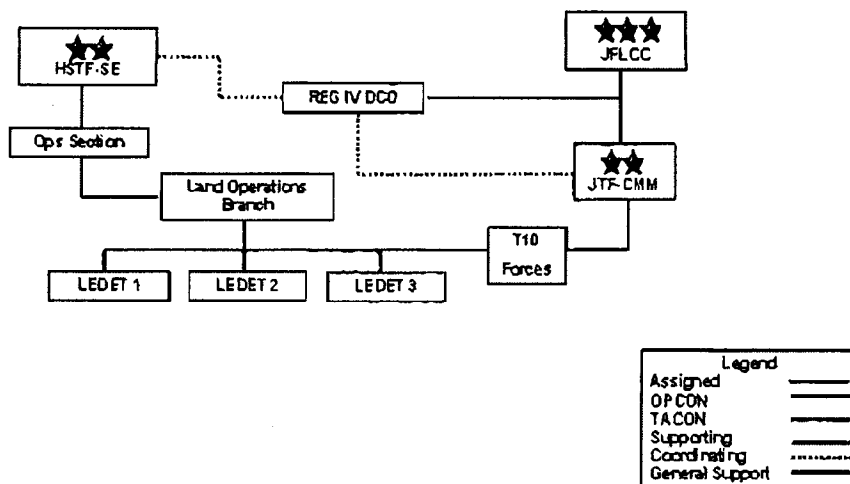 HSTF-SE
JFLCC
REG IV DCO
Ops Section
JTF-CMM
Land Operations
Branch
T10
Forces
LEDET 1
LEDET 2
LEDET 3
Legend
Assigned
OPCON
TACON
Supporting
Coordinating
General Support